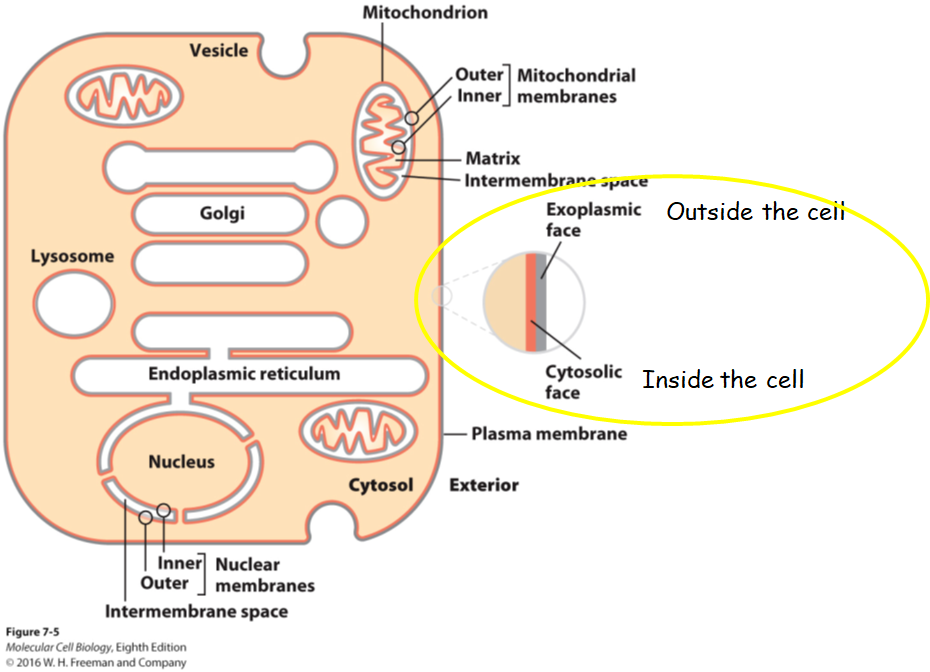 Mitochondrion
Vesicle
Outer
Inner
Mitochondrial
membranes
Matrix
Intermembrane space
Exoplasmic
face
Outside the cell
Golgi
Lysosome
Cytosolic
face
Inside the cell
Endoplasmic reticulum
Plasma membrane
Nucleus
Cytosol
Exterior
Inner
Outer
Nuclear
membranes
Intermembrane space
Figure 7-5
Molecular Cell Biology, Eighth Edition
© 2016 W. H. Freeman and Company